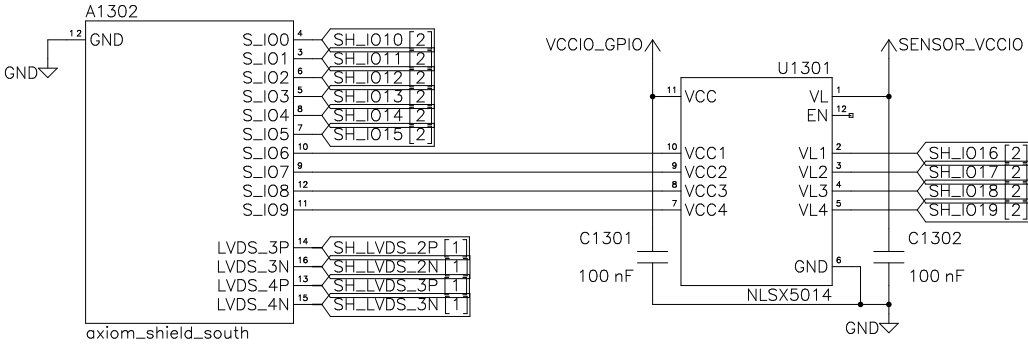 A1302
12 GND
GND
S_IO0 4 SH_IO10 [2]
S_IO1 3 SH_IO11 [2]
S_IO2 6 SH_IO12 [2]
S_IO3 5 SH_IO13 [2]
S_IO4 8 SH_IO14 [2]
S_IO5 7 SH_IO15 [2]
S_IO6 10
S_IO7 9
S_IO8 12
S_IO9 11
LVDS_3P 14 SH_LVDS_2P [1]
LVDS_3N 16 SH_LVDS_2N [1]
LVDS_4P 13 SH_LVDS_3P [1]
LVDS_4N 15 SH_LVDS_3N [1]
axiom_shield_south
VCCIO_GPIO
SENSOR_VCCIO
U1301
11 VCC VL 1
EN 12
10 VCC1 VL1 2 SH_IO16 [2]
9 VCC2 VL2 3 SH_IO17 [2]
8 VCC3 VL3 4 SH_IO18 [2]
7 VCC4 VL4 5 SH_IO19 [2]
C1301
100 nF
C1302
100 nF
GND 6
NLSX5014
GND